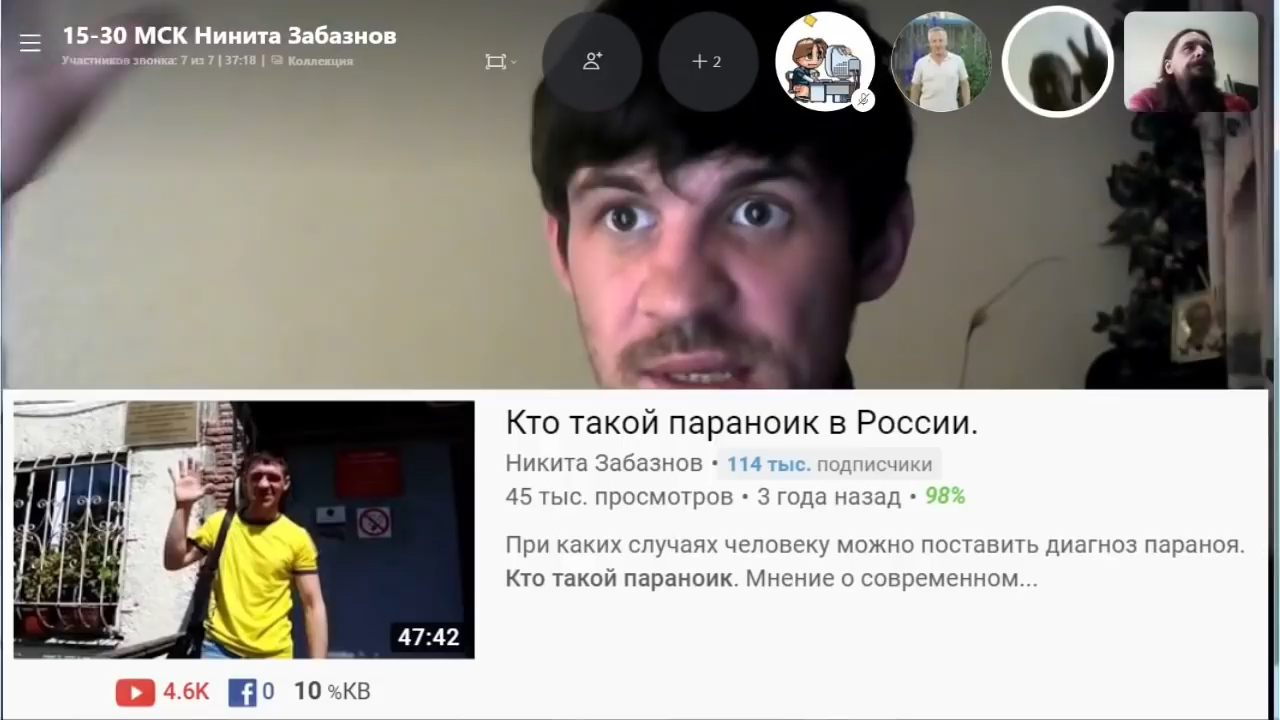 15-30 МСК Нинита Забазнов
Участников звонка: 7 из 7 | 37:18 | Коллекция
+ 2
Кто такой параноик в России.
Никита Забазнов • 114 тыс. подписчики
45 тыс. просмотров • 3 года назад • 98%
При каких случаях человеку можно поставить диагноз параноя.
Кто такой параноик. Мнение о современном...
47:42
4.6K 0 10 %КВ